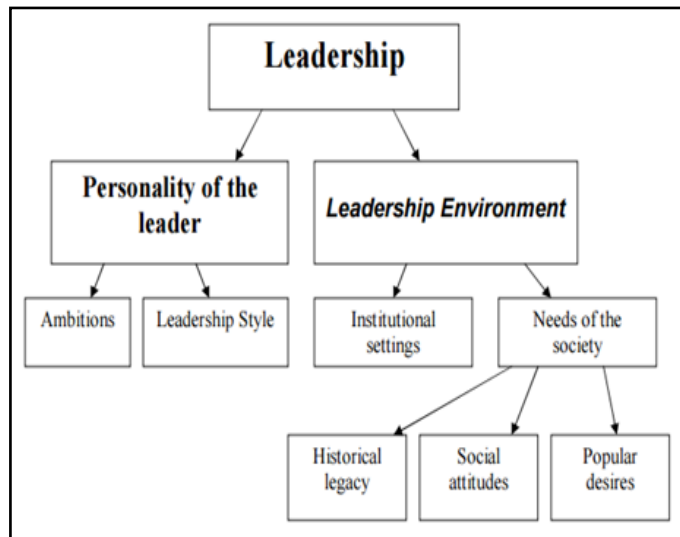 Leadership
Personality of the
leader
Leadership Environment
Ambitions
Leadership Style
Institutional
settings
Needs of the
society
Historical
legacy
Social
attitudes
Popular
desires